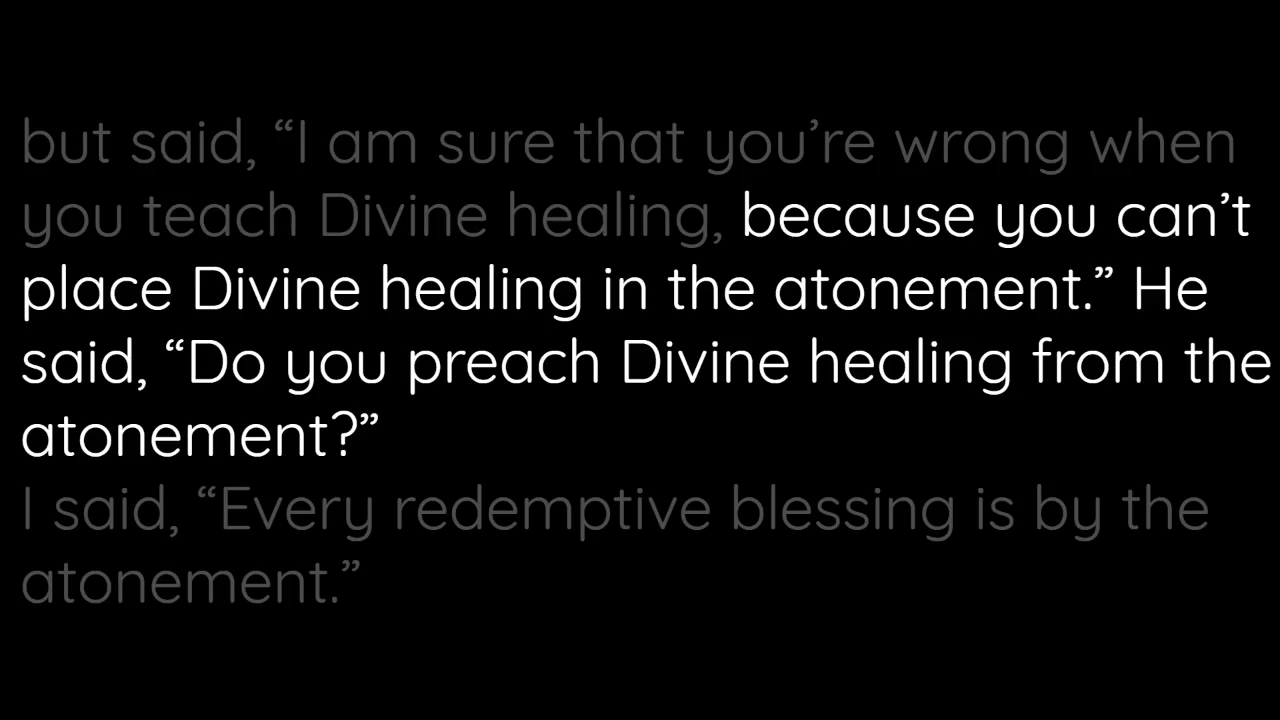 but said, “I am sure that you’re wrong when
you teach Divine healing, because you can’t
place Divine healing in the atonement.” He
said, “Do you preach Divine healing from the
atonement?”
I said, “Every redemptive blessing is by the
atonement.”